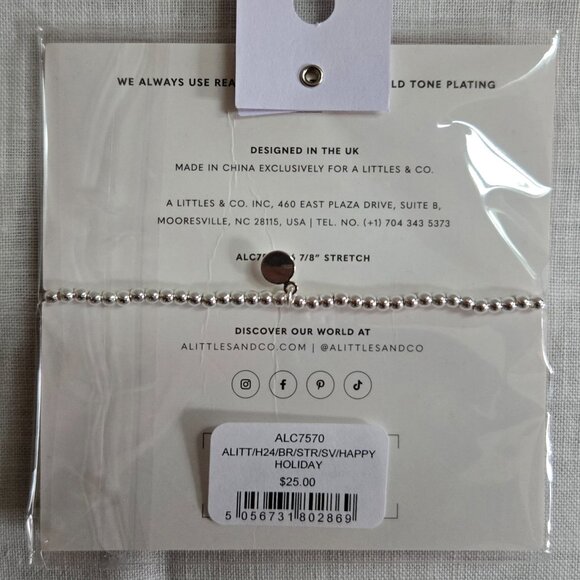 WE ALWAYS USE REA LD TONE PLATING
DESIGNED IN THE UK
MADE IN CHINA EXCLUSIVELY FOR A LITTLES & CO.
A LITTLES & CO. INC, 460 EAST PLAZA DRIVE, SUITE B,
MOORESVILLE, NC 28115, USA | TEL. NO. (+1) 704 343 5373
7/8" STRETCH
DISCOVER OUR WORLD AT
ALITTLESANDCO.COM | @ALITTLESANDCO
ALC7570
ALITT/H24/BR/STR/SV/HAPPY
HOLIDAY
$25.00
5 056731 802869